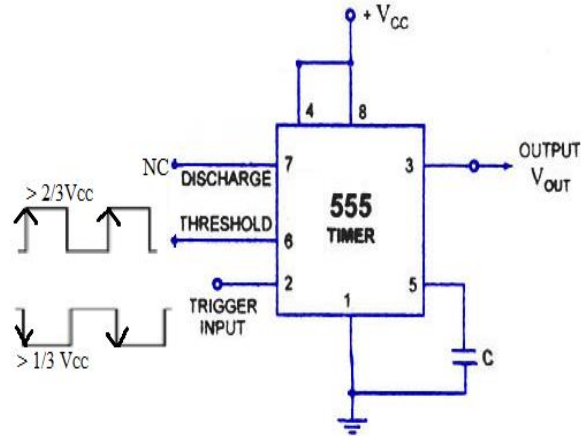 + VCC
4 8
NC
DISCHARGE
7
3
OUTPUT
VOUT
> 2/3Vcc
THRESHOLD
6
555
TIMER
2
TRIGGER
INPUT
1
5
C
> 1/3 Vcc